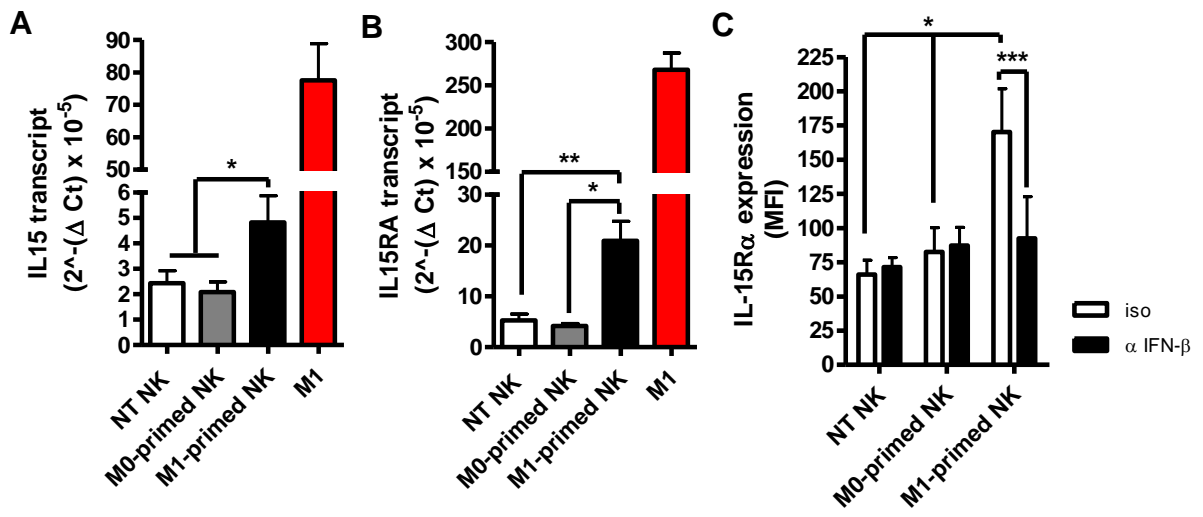 A
IL15 transcript
(2^-(Δ Ct) x 10-5)
90
80
70
60
50
6
5
4
3
2
1
0
*
NT NK
M0-primed NK
M1-primed NK
M1
B
IL15RA transcript
(2^-(Δ Ct) x 10-5)
300
250
200
150
100
30
20
10
0
**
*
NT NK
M0-primed NK
M1-primed NK
M1
C
IL-15Rα expression
(MFI)
225
200
175
150
125
100
75
50
25
0
*
***
NT NK
M0-primed NK
M1-primed NK
iso
α IFN-β